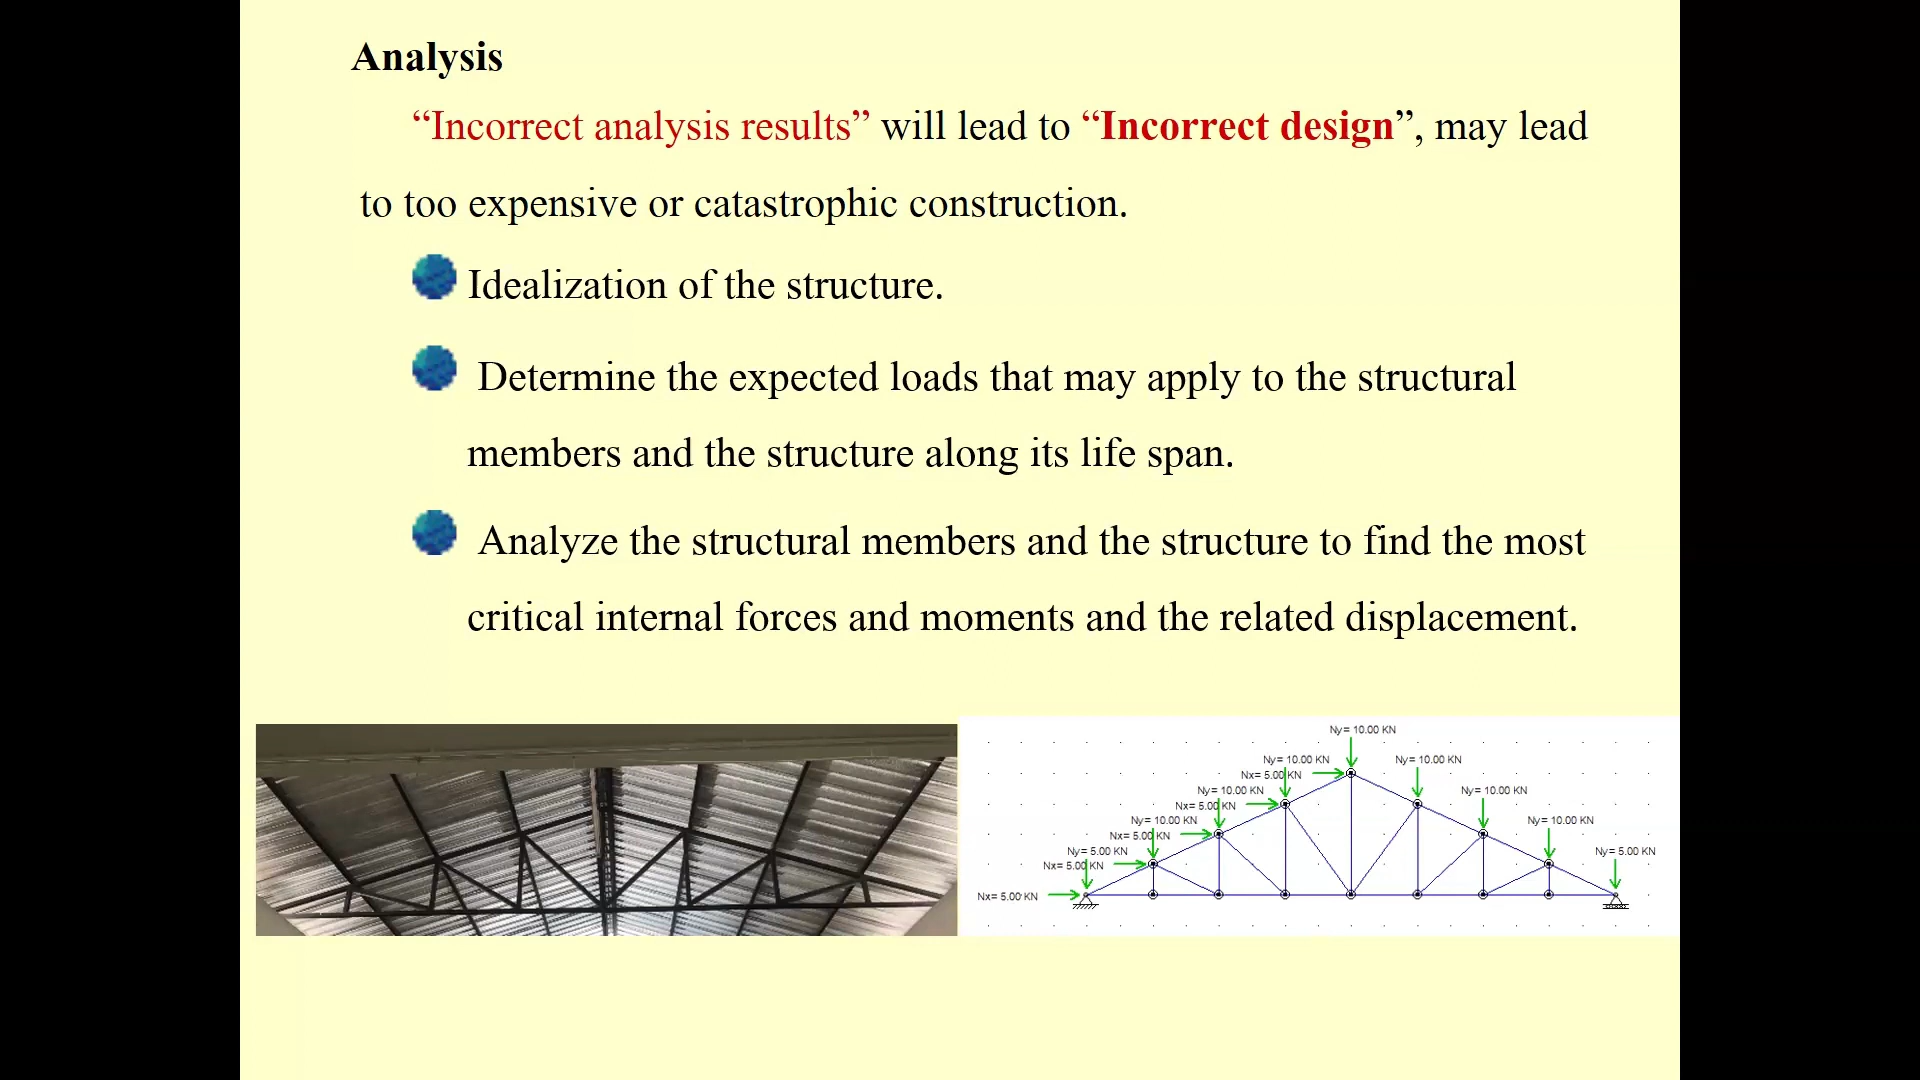 Analysis
“Incorrect analysis results” will lead to “Incorrect design”, may lead
to too expensive or catastrophic construction.
Idealization of the structure.
Determine the expected loads that may apply to the structural
members and the structure along its life span.
Analyze the structural members and the structure to find the most
critical internal forces and moments and the related displacement.
Ny= 10.00 KN
Ny= 10.00 KN
Ny= 10.00 KN
Nx= 5.00 KN
Ny= 10.00 KN
Ny= 10.00 KN
Nx= 5.00 KN
Ny= 10.00 KN
Ny= 10.00 KN
Nx= 5.00 KN
Ny= 5.00 KN
Ny= 5.00 KN
Nx= 5.00 KN
Nx= 5.00 KN